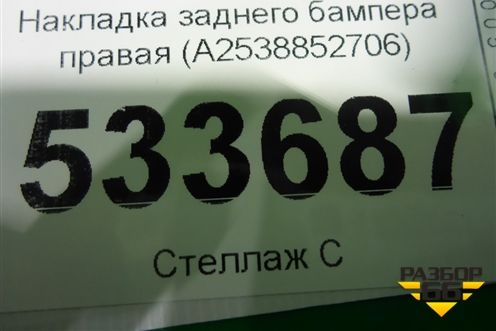 Накладка заднего бампера
правая (A2538852706)
533687
Стеллаж С
РАЗБОР
66